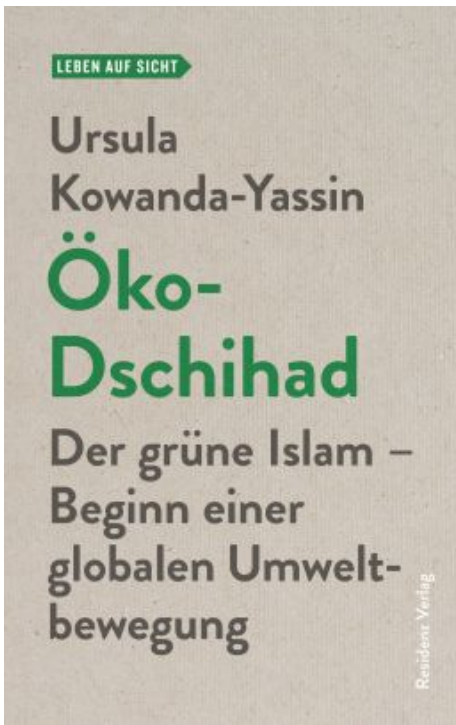 LEBEN AUF SICHT
Ursula
Kowanda-Yassin
Öko-
Dschihad
Der grüne Islam –
Beginn einer
globalen Umwelt-
bewegung
Residenz Verlag